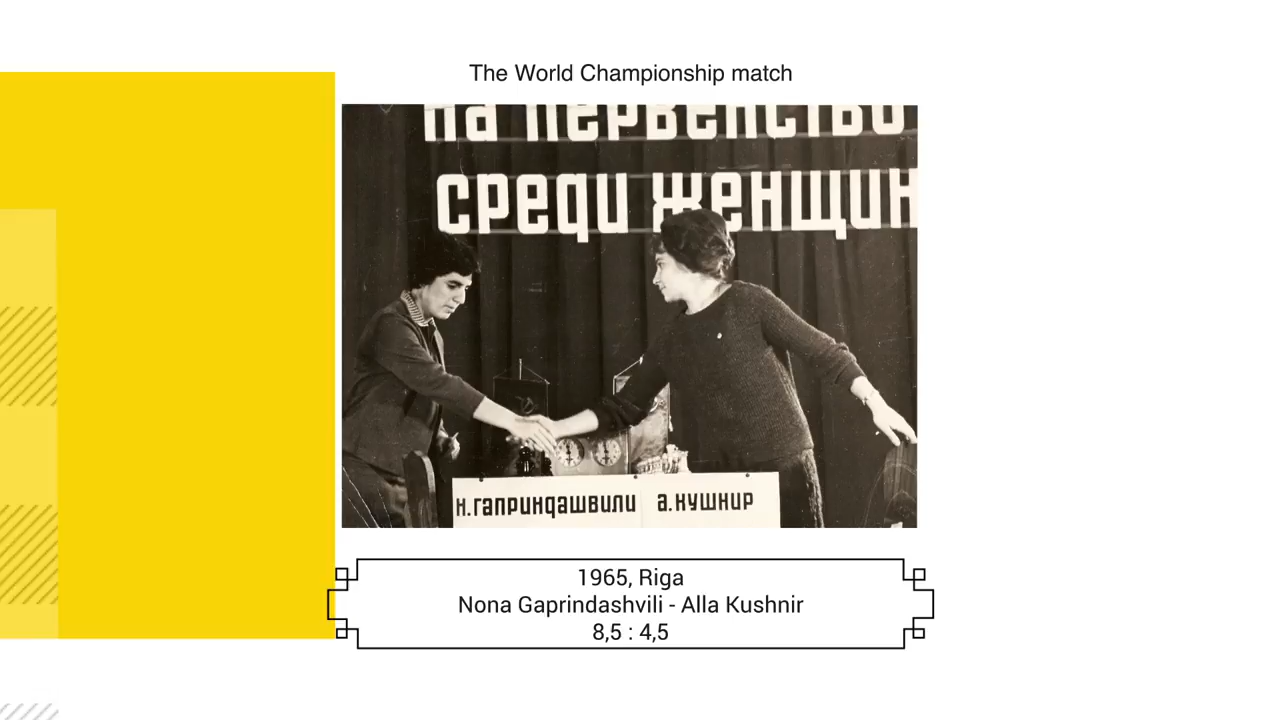 The World Championship match
на первенство
среди женщин
н.гаприндашвили а.кушнир
1965, Riga
Nona Gaprindashvili - Alla Kushnir
8,5 : 4,5